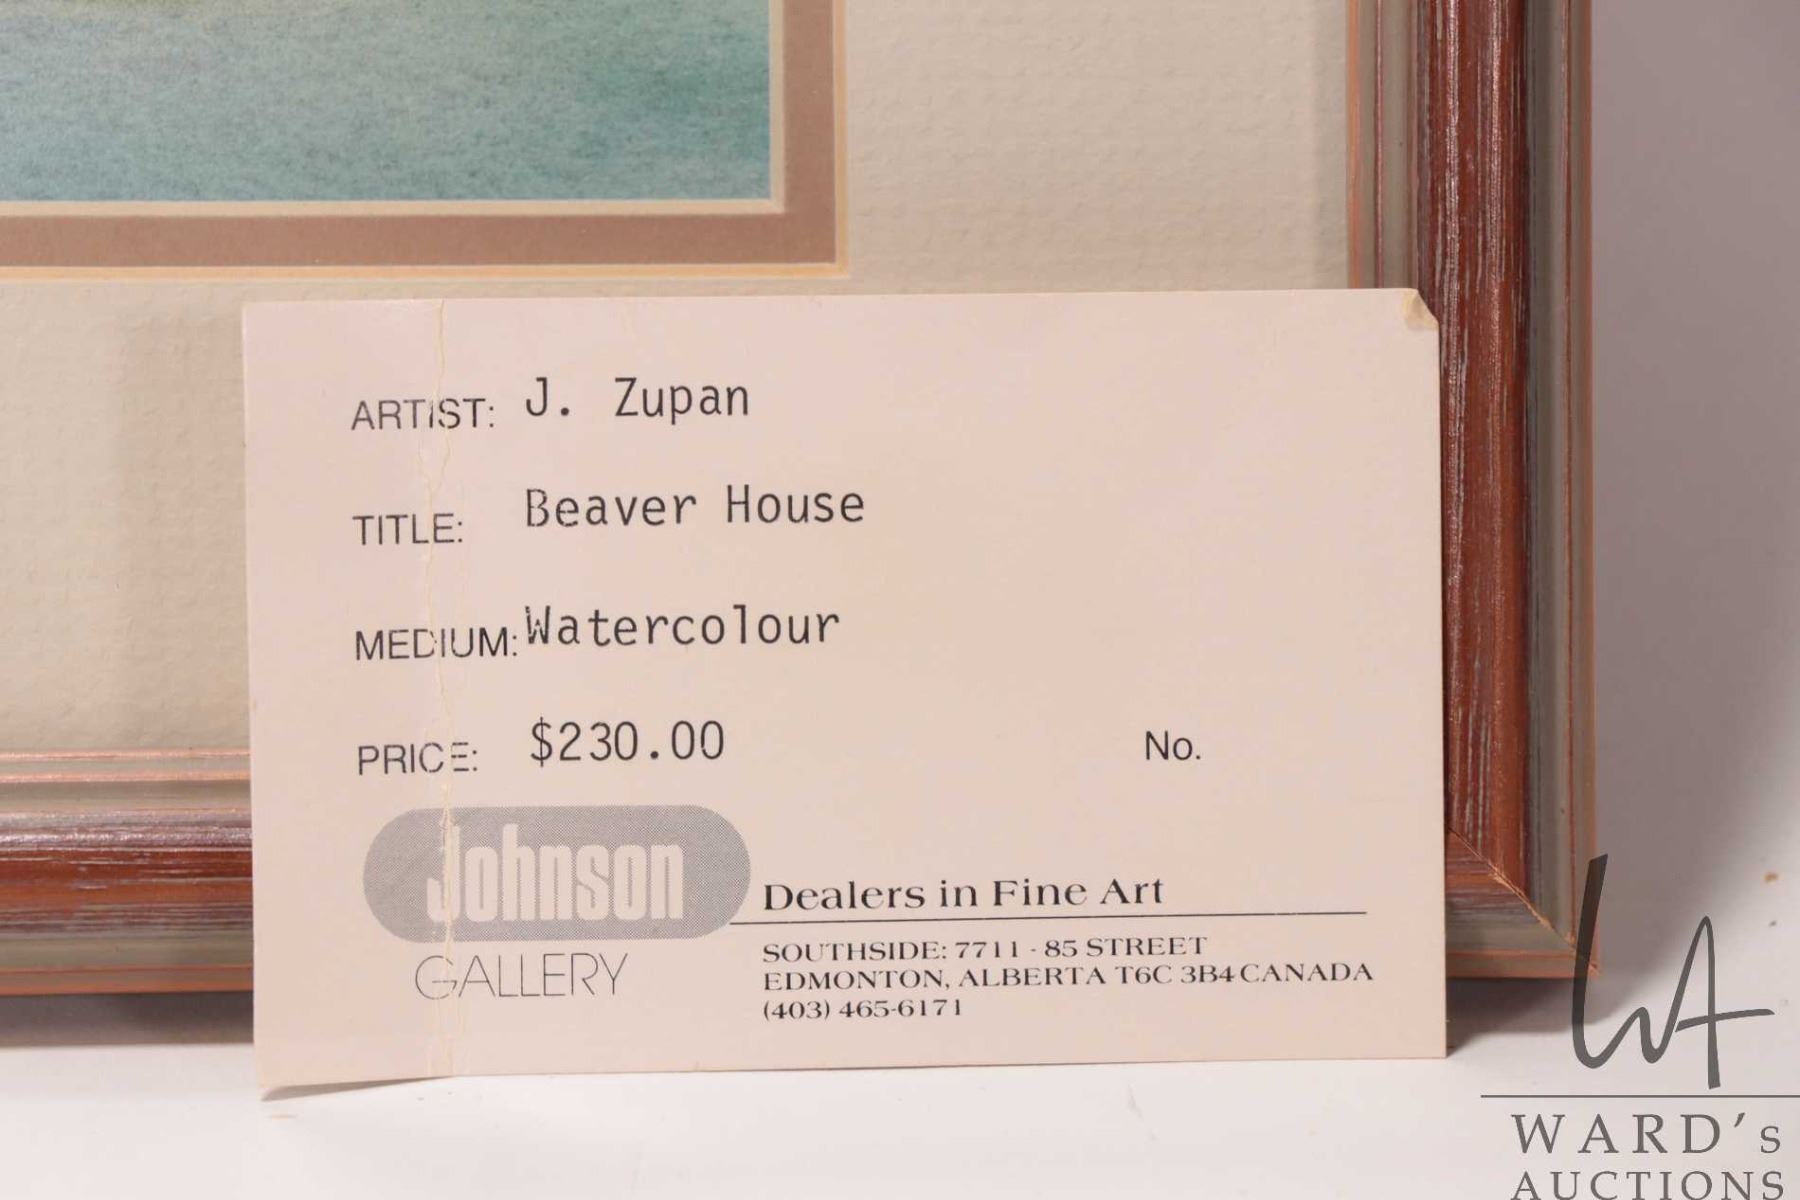 ARTIST: J. Zupan
TITLE: Beaver House
MEDIUM: Watercolour
PRICE: $230.00 No.
Johnson
GALLERY
Dealers in Fine Art
SOUTHSIDE: 7711 - 85 STREET
EDMONTON, ALBERTA T6C 3B4 CANADA
(403) 465-6171
WA
WARD's
AUCTIONS